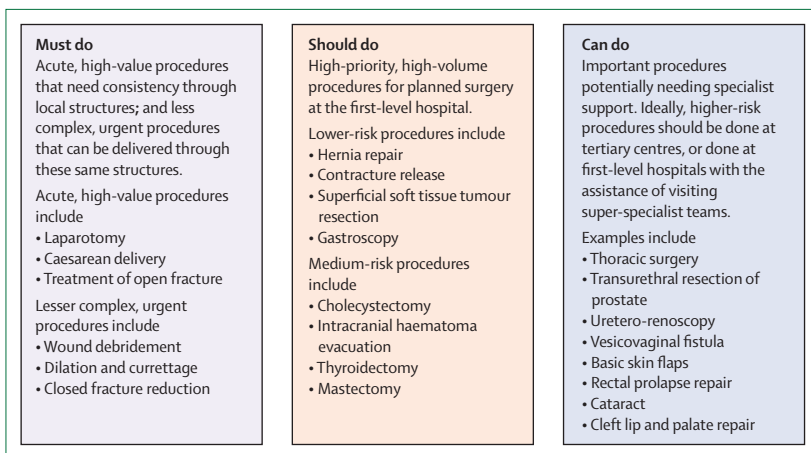 Must do
Acute, high-value procedures
that need consistency through
local structures; and less
complex, urgent procedures
that can be delivered through
these same structures.
Acute, high-value procedures
include
• Laparotomy
• Caesarean delivery
• Treatment of open fracture
Lesser complex, urgent
procedures include
• Wound debridement
• Dilation and currettage
• Closed fracture reduction
Should do
High-priority, high-volume
procedures for planned surgery
at the first-level hospital.
Lower-risk procedures include
• Hernia repair
• Contracture release
• Superficial soft tissue tumour
resection
• Gastroscopy
Medium-risk procedures
include
• Cholecystectomy
• Intracranial haematoma
evacuation
• Thyroidectomy
• Mastectomy
Can do
Important procedures
potentially needing specialist
support. Ideally, higher-risk
procedures should be done at
tertiary centres, or done at
first-level hospitals with the
assistance of visiting
super-specialist teams.
Examples include
• Thoracic surgery
• Transurethral resection of
prostate
• Uretero-renoscopy
• Vesicovaginal fistula
• Basic skin flaps
• Rectal prolapse repair
• Cataract
• Cleft lip and palate repair